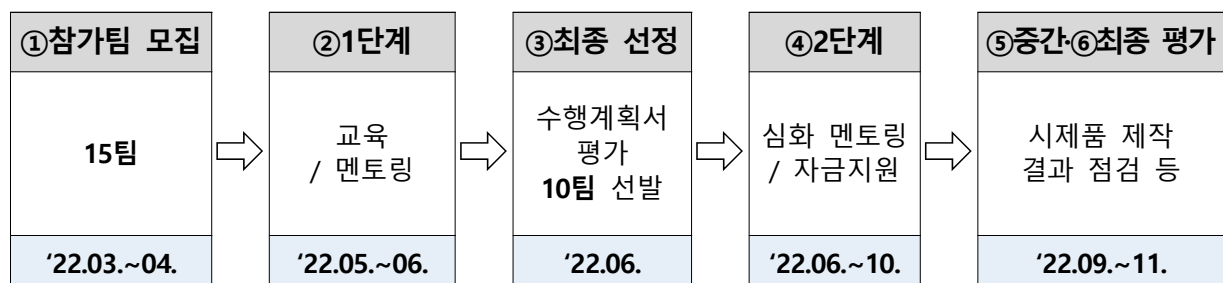 ①참가팀 모집
15팀
'22.03.~04.
②1단계
교육
/ 멘토링
'22.05.~06.
③최종 선정
수행계획서
평가
10팀 선발
'22.06.
④2단계
심화 멘토링
/ 자금지원
'22.06.~10.
⑤중간·⑥최종 평가
시제품 제작
결과 점검 등
'22.09.~11.